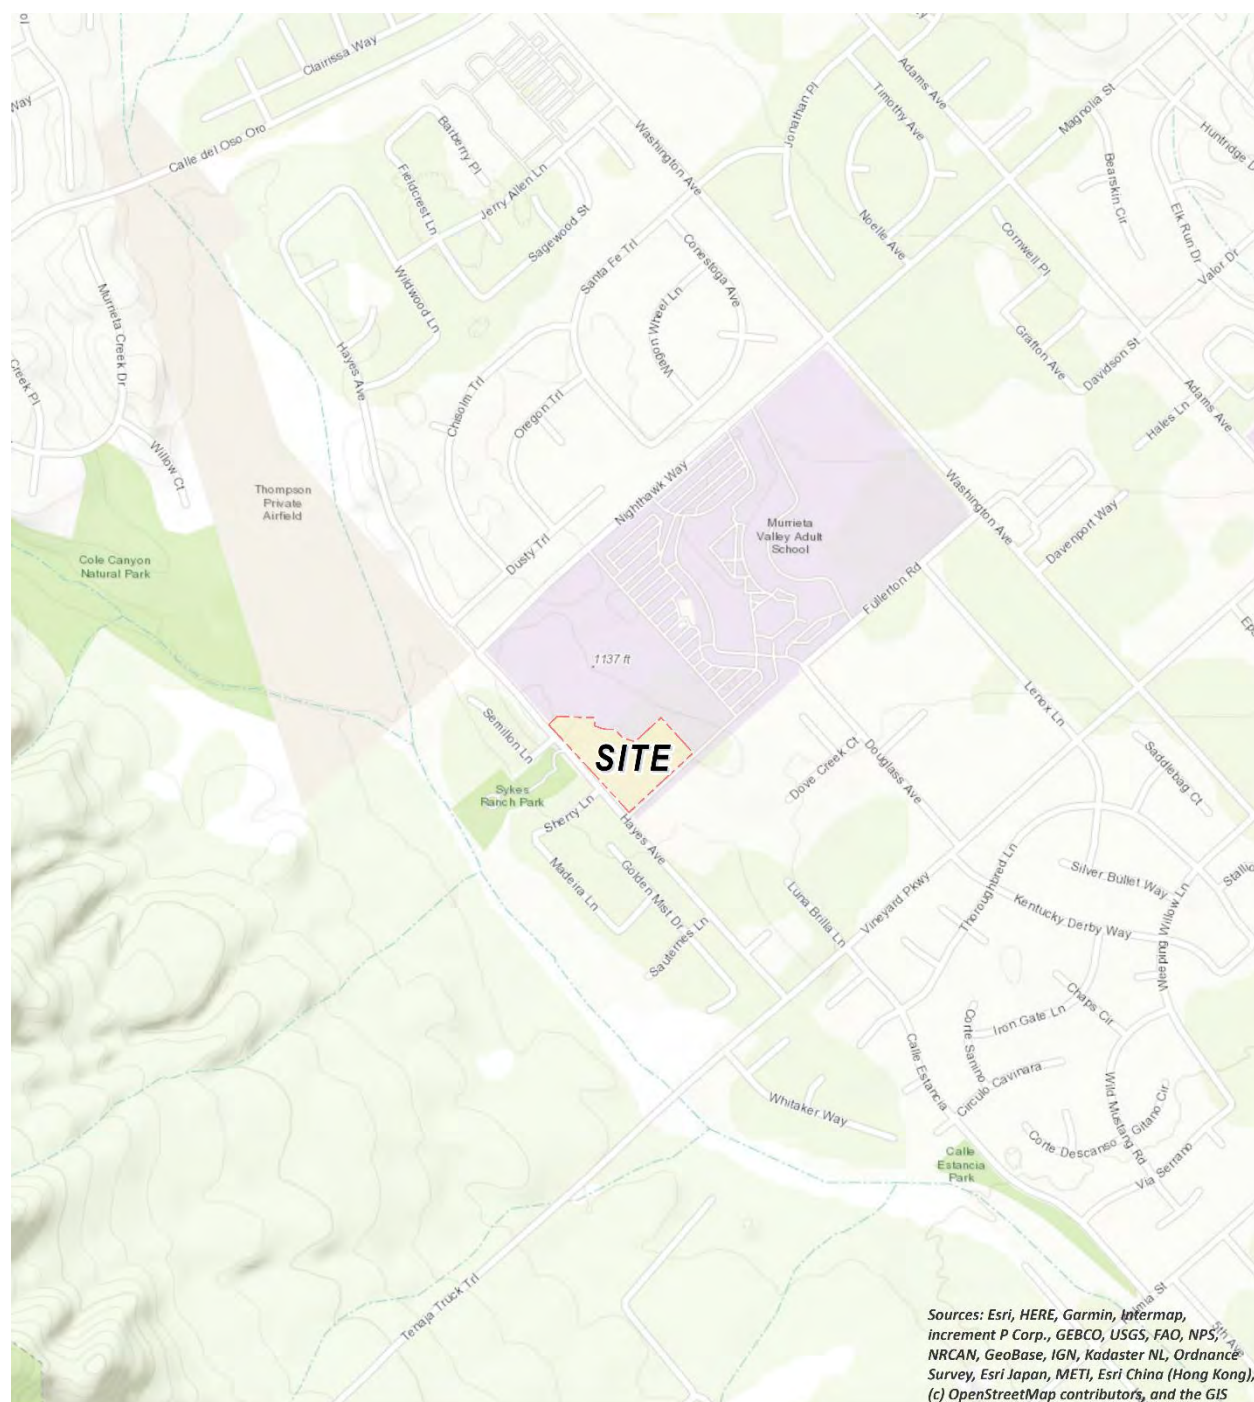 Clairissa Way
Way
Calle del Oso Oro
Barberry Pl
Fieldcrest Ln
Jerry Allen Ln
Sagewood St
Wildwood Ln
Hayes Ave
Washington Ave
Adams Ave
Timothy Ave
Jonathan Pl
Magnolia St
Bearskin Cir
Huntridge D
Elk Run Dr
Valor Dr
Noelle Ave
Cornwell Pl
Grafton Ave
Davidson St
Adams Ave
Hales Ln
Santa Fe Trl
Conestoga Ave
Wagon Wheel Ln
Chisolm Trl
Oregon Trl
Dusty Trl
Nighthawk Way
Murrieta Creek Dr
Creek Pl
Willow Ct
Thompson
Private
Airfield
Cole Canyon
Natural Park
Murrieta
Valley Adult
School
Washington Ave
Davenport Way
Fullerton Rd
1137 ft
Lenox Ln
Saddlebag Ct
Semillon Ln
SITE
Sykes
Ranch Park
Sherry Ln
Hayes Ave
Madeira Ln
Golden Mist Dr
Sauternes Ln
Dove Creek Ct
Douglass Ave
Luna Brilla Ln
Vineyard Pkwy
Thoroughbred Ln
Silver Bullet Way
Kentucky Derby Way
Weeping Willow Ln
Stallio
Chaps Cir
Iron Gate Ln
Corte Sanino
Circulo Cavinara
Calle Estancia
Wild Mustang Rd
Gitano Cir
Corte Descanso
Via Serrano
Whitaker Way
Calle
Estancia
Park
Tenaja Truck Trl
5th Ave
Sources: Esri, HERE, Garmin, Intermap,
increment P Corp., GEBCO, USGS, FAO, NPS,
NRCAN, GeoBase, IGN, Kadaster NL, Ordnance
Survey, Esri Japan, METI, Esri China (Hong Kong),
(c) OpenStreetMap contributors, and the GIS